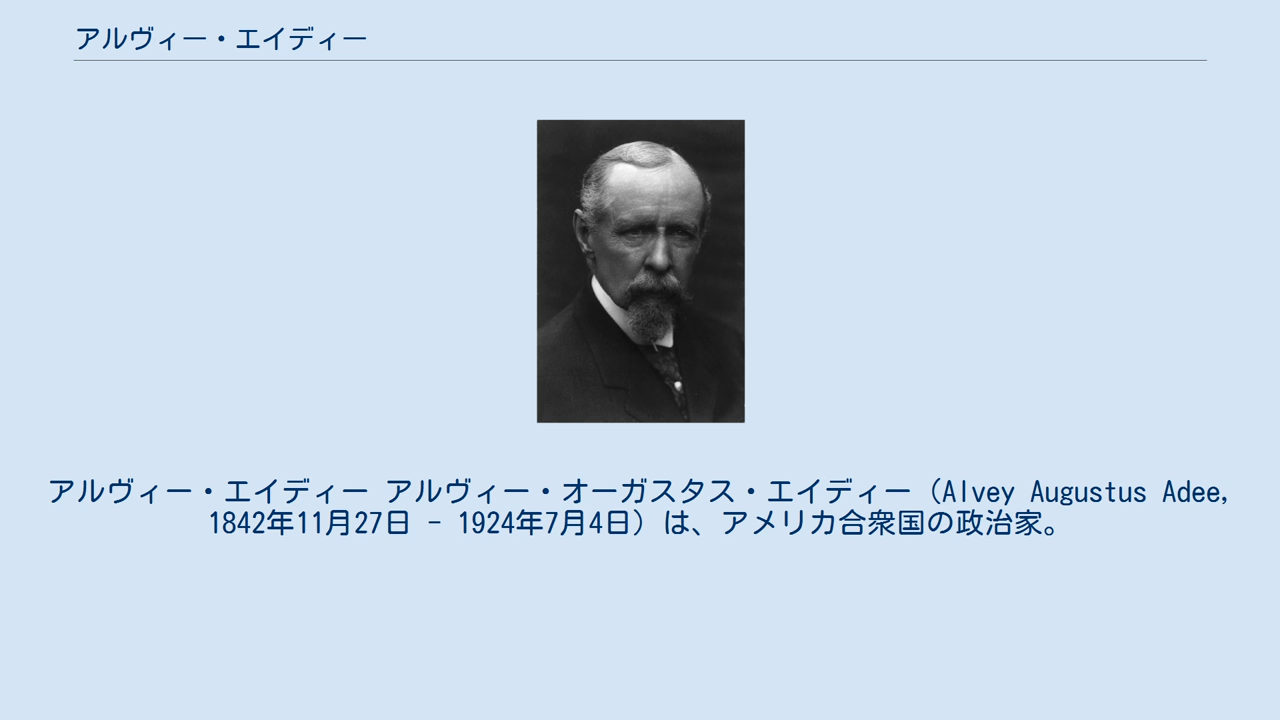 アルヴィー・エイディー
アルヴィー・エイディー アルヴィー・オーガスタス・エイディー（Alvey Augustus Adee,
1842年11月27日 - 1924年7月4日）は、アメリカ合衆国の政治家。